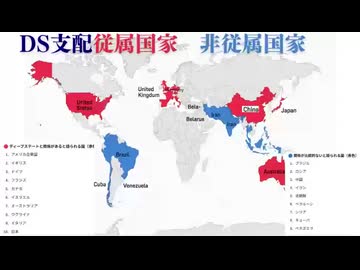 DS支配従属国家 非従属国家
United
Kingdom
United
States
Bela-
Belarus
China
Japan
Iran
Brazil
Cuba
Venezuela
Australia
ディープステートと関係があると語られる国
1. アメリカ合衆国
2. イギリス
3. ドイツ
4. フランス
5. カナダ
6. イスラエル
7. オーストラリア
8. ウクライナ
9. イタリア
10. 日本
関係が比較的ないと語られる国（青色）
1. ブラジル
2. ロシア
3. 中国
4. イラン
5. 北朝鮮
6. ベラルーシ
7. シリア
8. キューバ
9. ベネズエラ